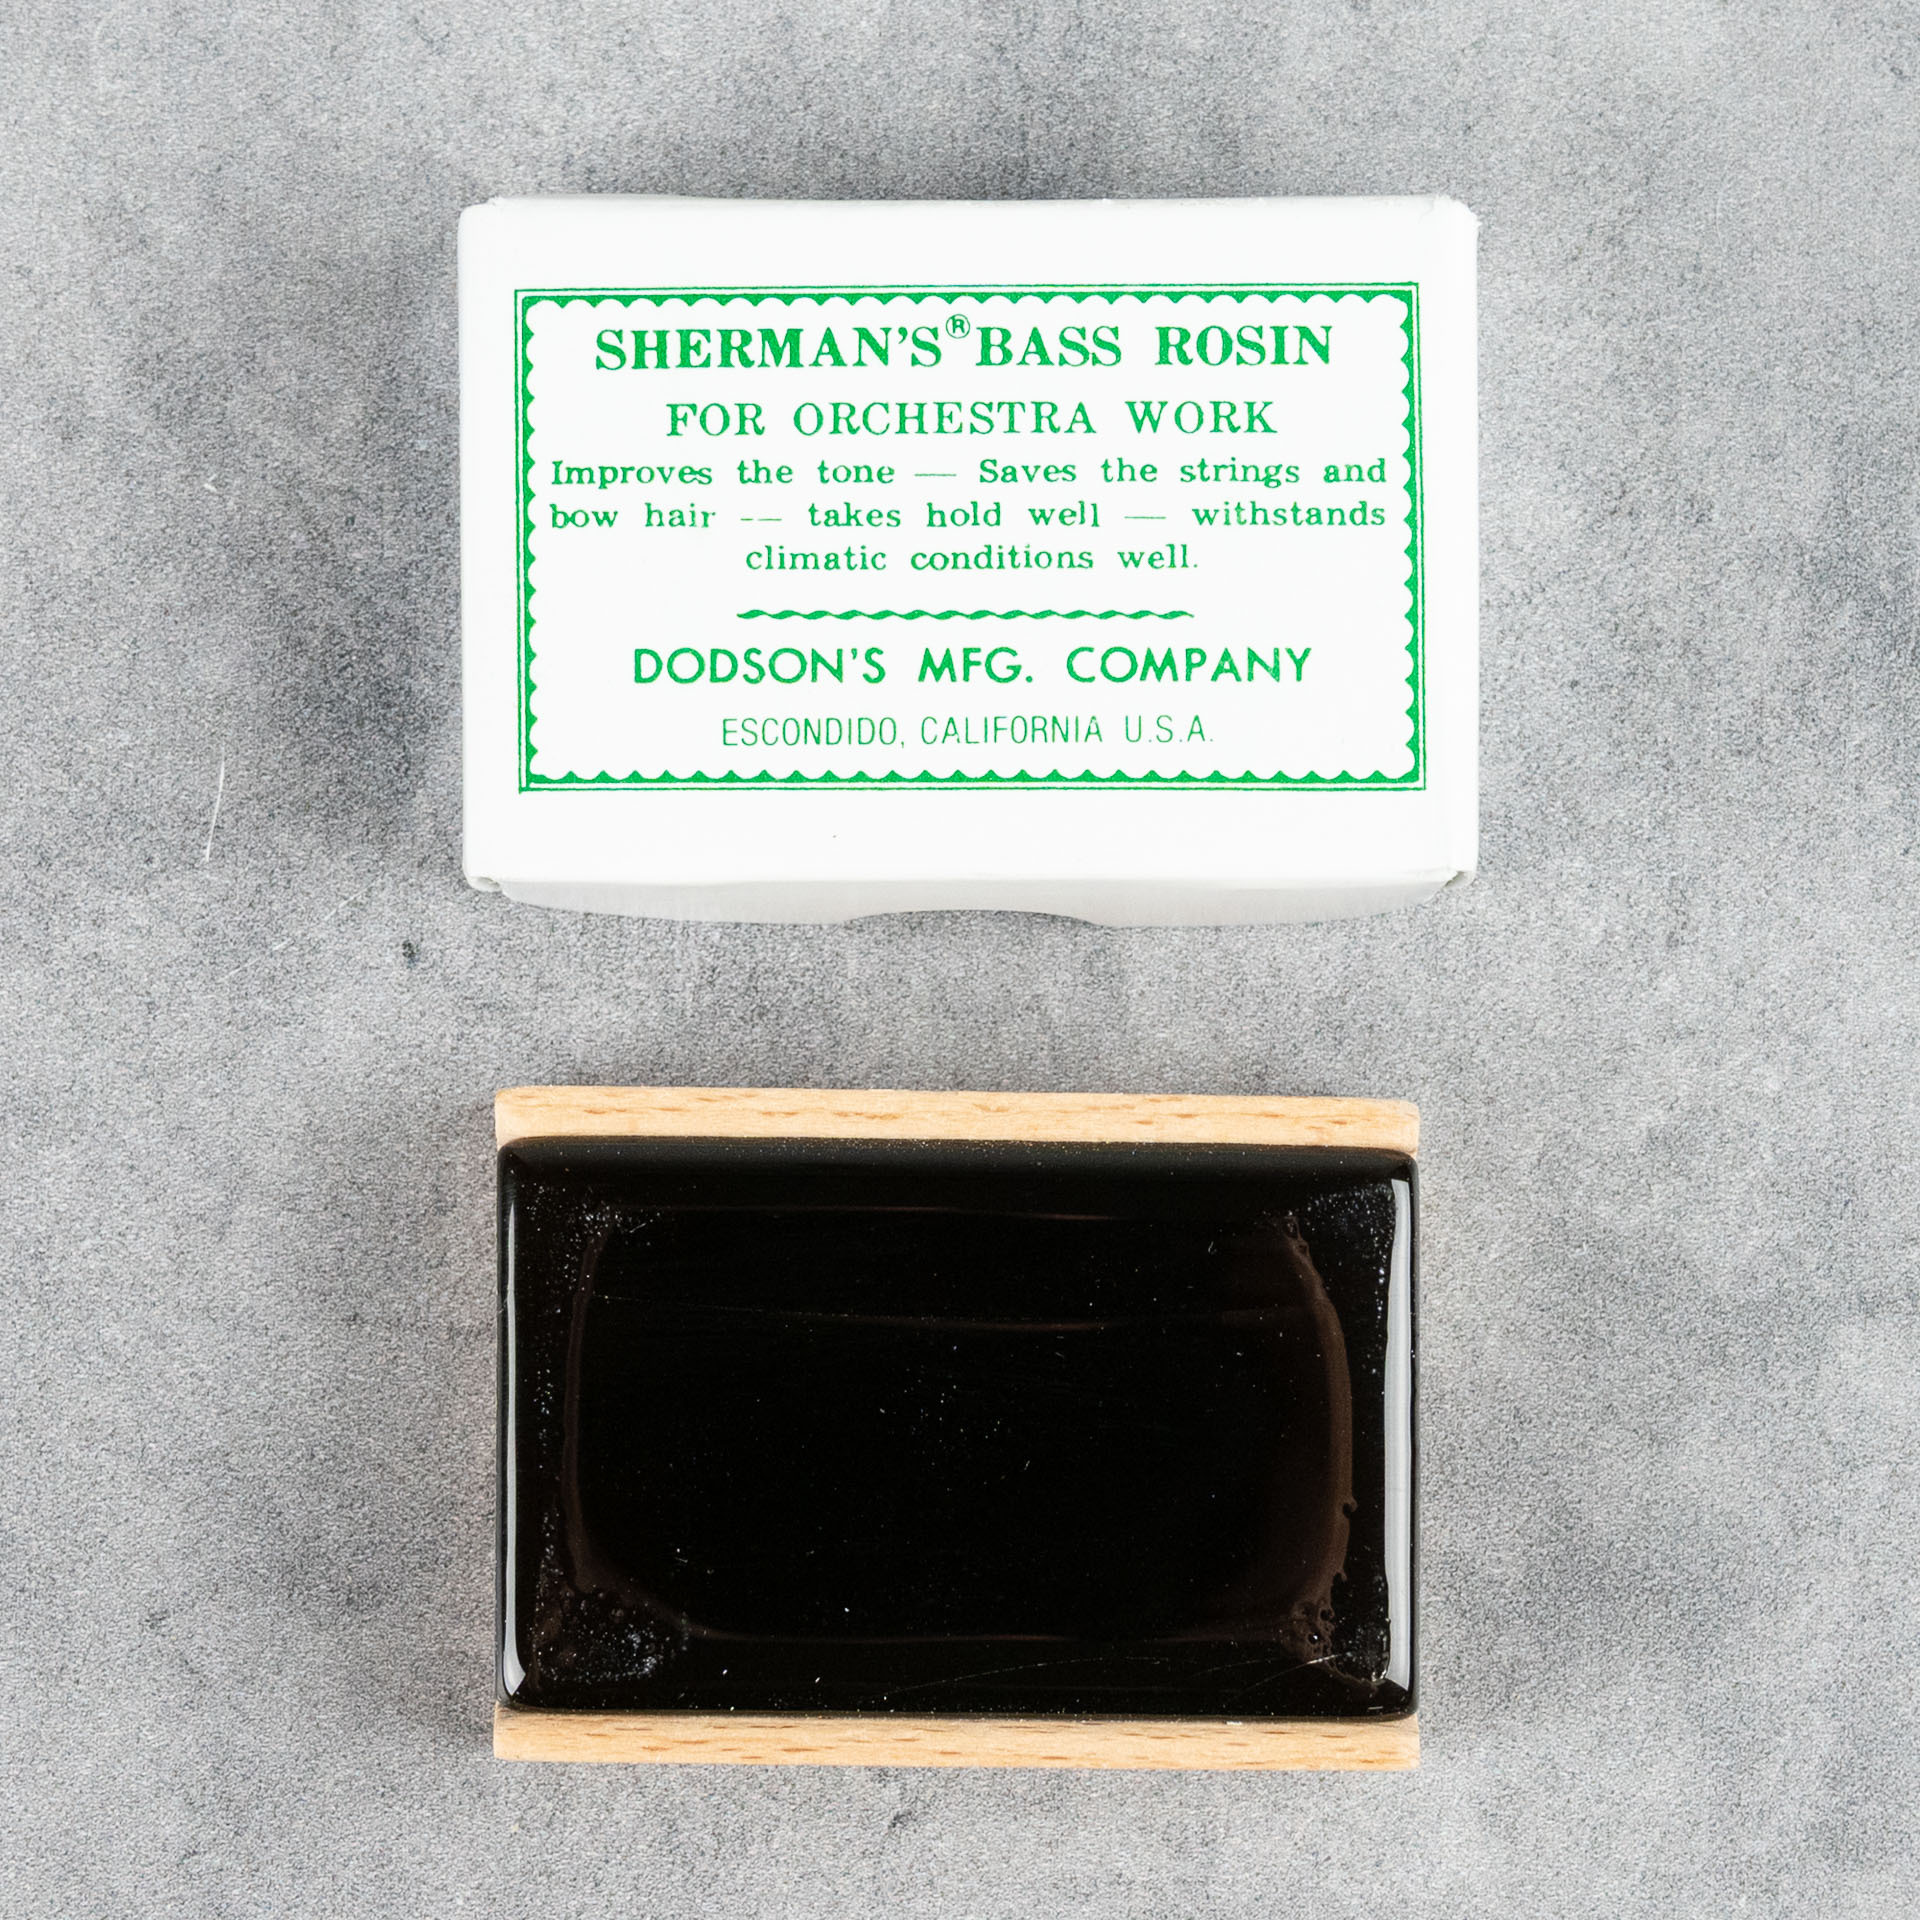 SHERMAN'S® BASS ROSIN
FOR ORCHESTRA WORK
Improves the tone — Saves the strings and
bow hair -— takes hold well — withstands
climatic conditions well.
DODSON'S MFG. COMPANY
ESCONDIDO, CALIFORNIA U.S.A.